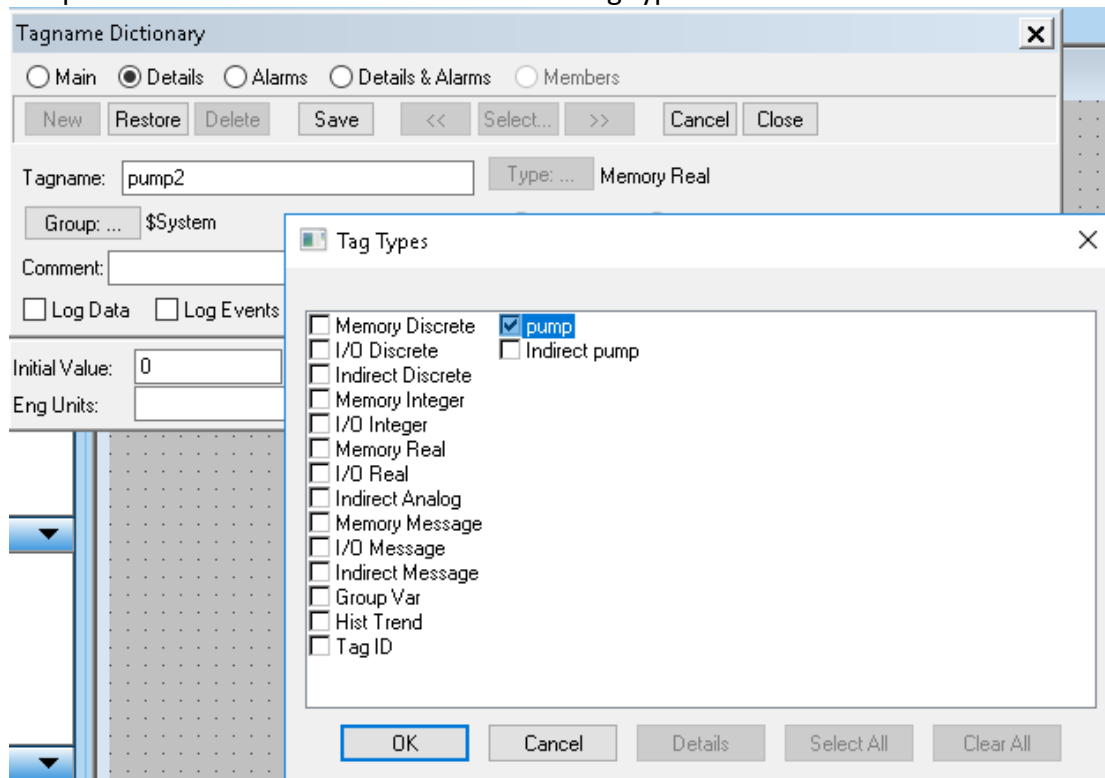 Tagname Dictionary
Main Details Alarms Details & Alarms Members
New Restore Delete Save << Select... >> Cancel Close
Tagname: pump2 Type: ... Memory Real
Group: ... $System
Comment:
Log Data Log Events
Initial Value: 0
Eng Units:
Tag Types
Memory Discrete pump
I/O Discrete Indirect pump
Indirect Discrete
Memory Integer
I/O Integer
Memory Real
I/O Real
Indirect Analog
Memory Message
I/O Message
Indirect Message
Group Var
Hist Trend
Tag ID
OK Cancel Details Select All Clear All